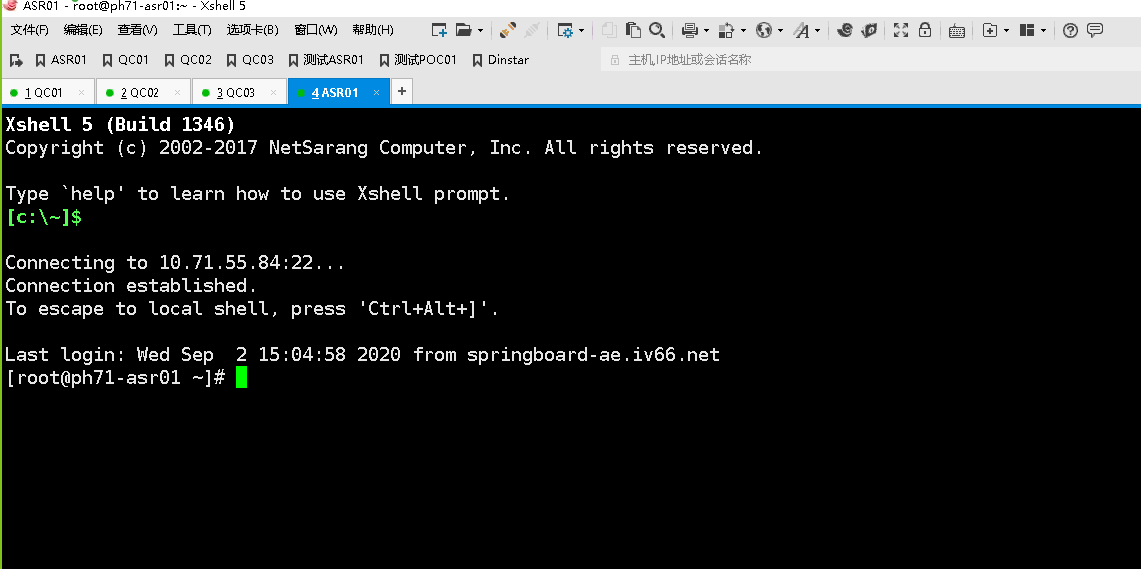 ASR01 - root@ph71-asr01:~ - Xshell 5
文件(F) 编辑(E) 查看(V) 工具(T) 选项卡(B) 窗口(W) 帮助(H)
ASR01 QC01 QC02 QC03 测试ASR01 测试POC01 Dinstar 主机,IP地址或会话名称
1 QC01 × 2 QC02 × 3 QC03 × 4 ASR01 × +
Xshell 5 (Build 1346)
Copyright (c) 2002-2017 NetSarang Computer, Inc. All rights reserved.
Type `help' to learn how to use Xshell prompt.
[c:\~]$
Connecting to 10.71.55.84:22...
Connection established.
To escape to local shell, press 'Ctrl+Alt+]'.
Last login: Wed Sep  2 15:04:58 2020 from springboard-ae.iv66.net
[root@ph71-asr01 ~]#